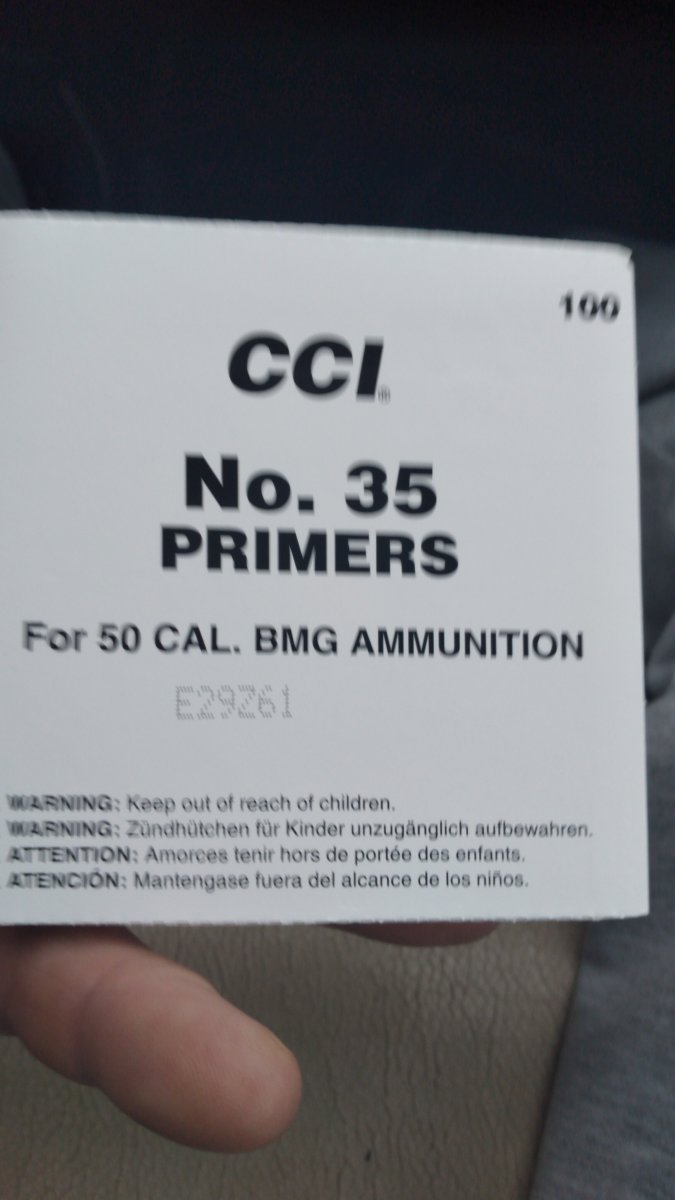 100
CCI®
No. 35
PRIMERS
For 50 CAL. BMG AMMUNITION
E29Z61
WARNING: Keep out of reach of children.
WARNING: Zündhütchen für Kinder unzugänglich aufbewahren.
ATTENTION: Amorces tenir hors de portée des enfants.
ATENCIÓN: Mantengase fuera del alcance de los niños.